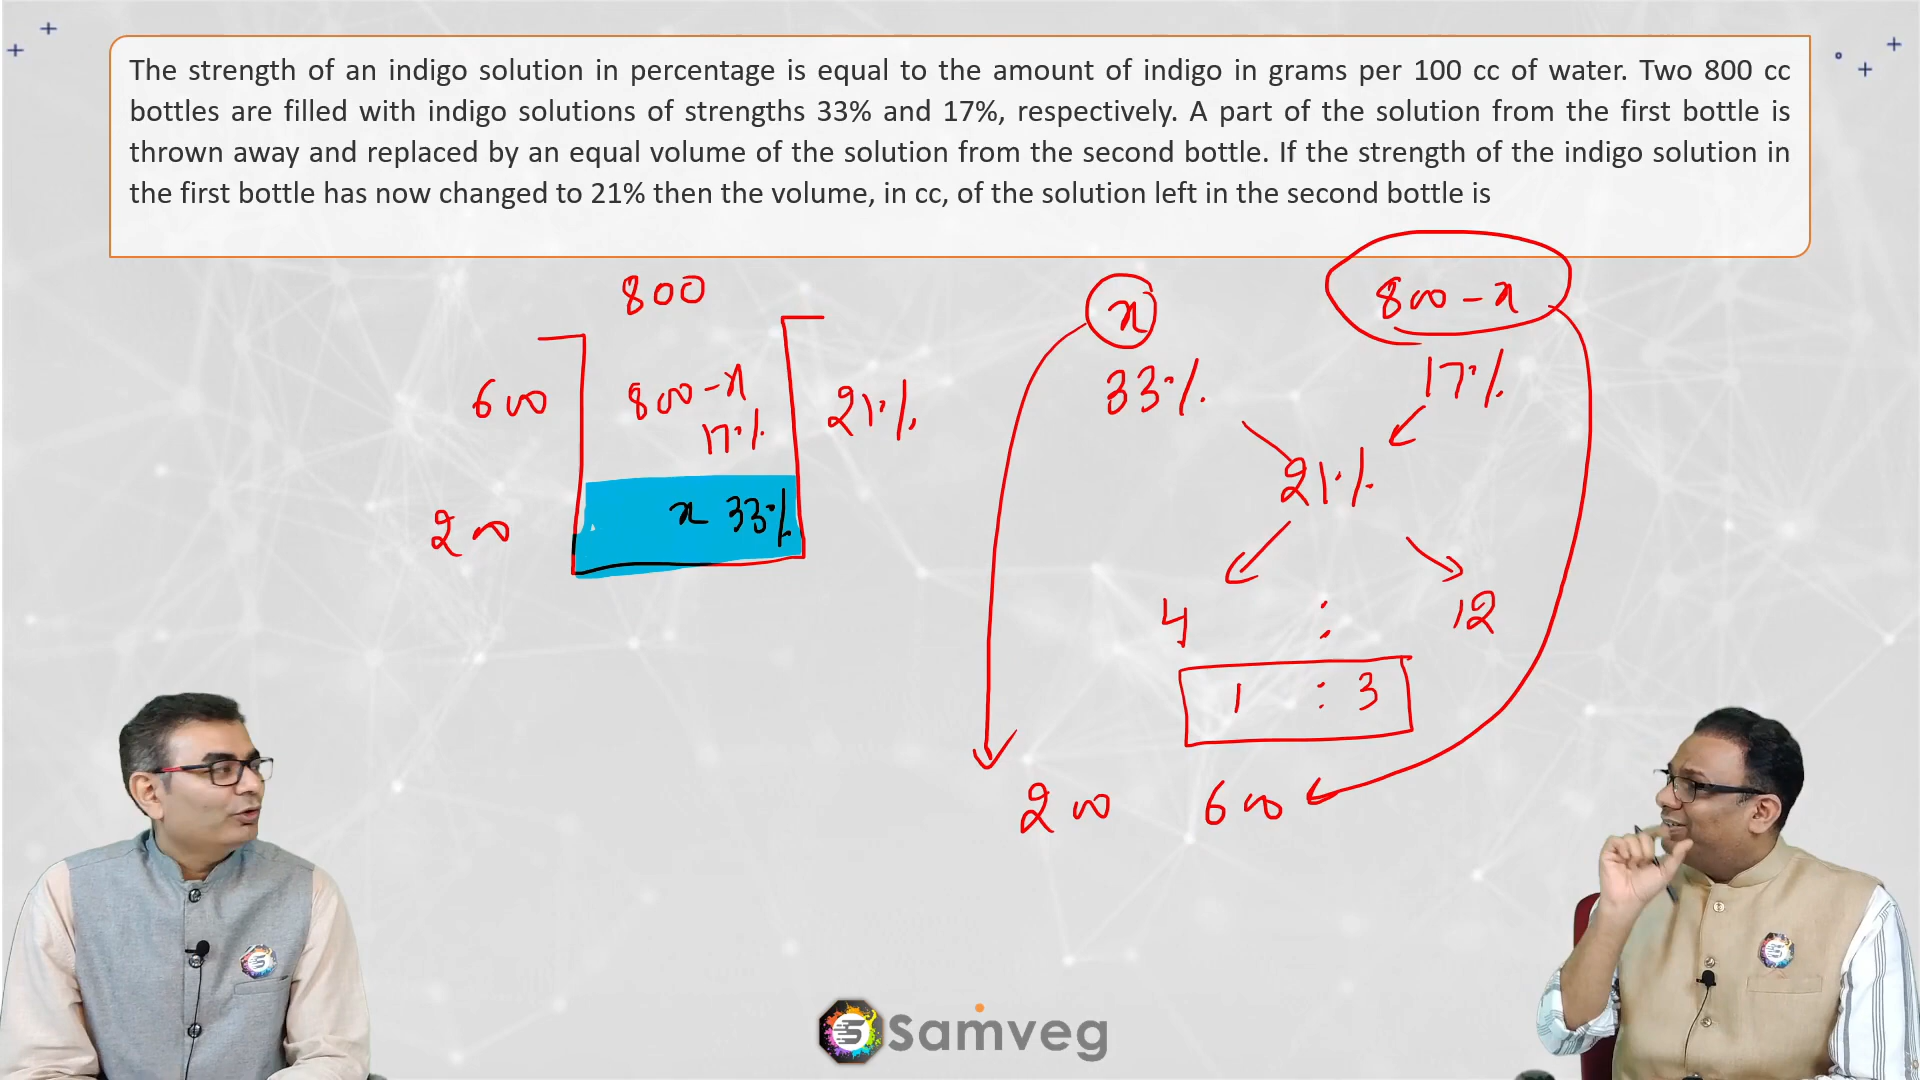 The strength of an indigo solution in percentage is equal to the amount of indigo in grams per 100 cc of water. Two 800 cc
bottles are filled with indigo solutions of strengths 33% and 17%, respectively. A part of the solution from the first bottle is
thrown away and replaced by an equal volume of the solution from the second bottle. If the strength of the indigo solution in
the first bottle has now changed to 21% then the volume, in cc, of the solution left in the second bottle is
800
600
800-x
17%
21%
200
x 33%
x
800-x
33%
17%
21%
4 : 12
1 : 3
200 600
S Samveg